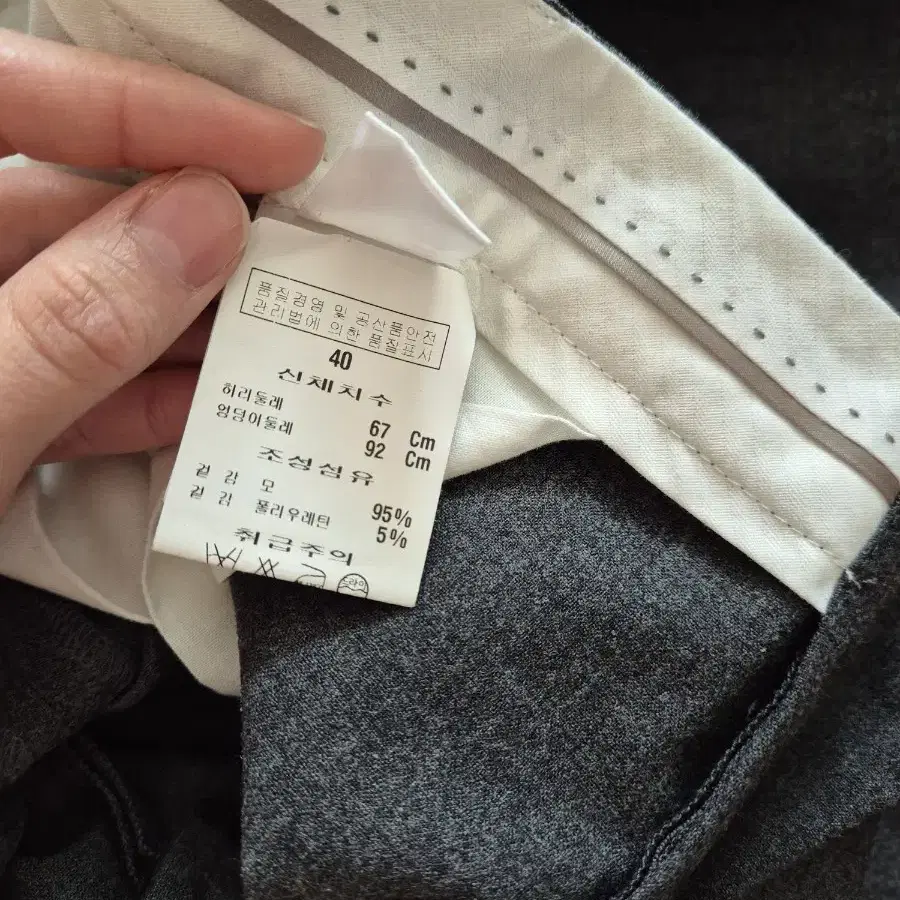 품질경영 및 공산품안전
관리법에 의한 품질표시
40
신체치수
허리둘레 67 Cm
엉덩이둘레 92 Cm
조성섬유
겉감 모 95%
겉감 폴리우레탄 5%
취급주의
드라이